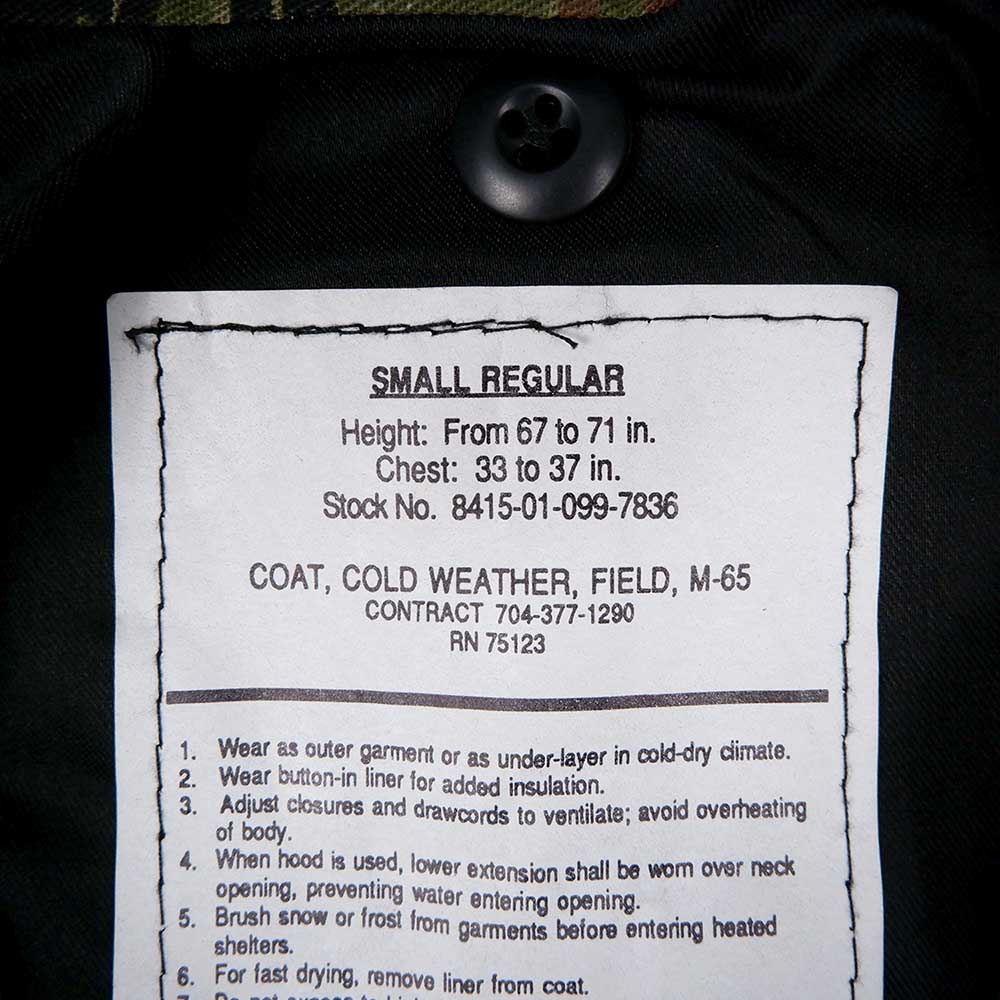 SMALL REGULAR
Height: From 67 to 71 in.
Chest: 33 to 37 in.
Stock No. 8415-01-099-7836
COAT, COLD WEATHER, FIELD, M-65
CONTRACT 704-377-1290
RN 75123
1. Wear as outer garment or as under-layer in cold-dry climate.
2. Wear button-in liner for added insulation.
3. Adjust closures and drawcords to ventilate; avoid overheating
of body.
4. When hood is used, lower extension shall be worn over neck
opening, preventing water entering opening.
5. Brush snow or frost from garments before entering heated
shelters.
6. For fast drying, remove liner from coat.